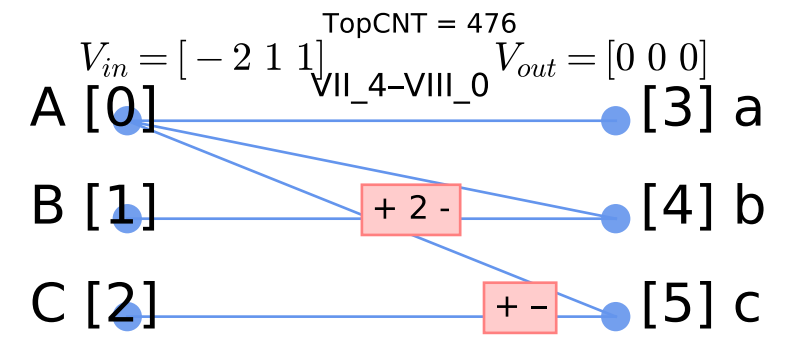 TopCNT = 476
V_in = [ − 2 1 1] V_out = [0 0 0]
VII_4–VIII_0
A [0] [3] a
B [1] + 2 - [4] b
C [2] + – [5] c